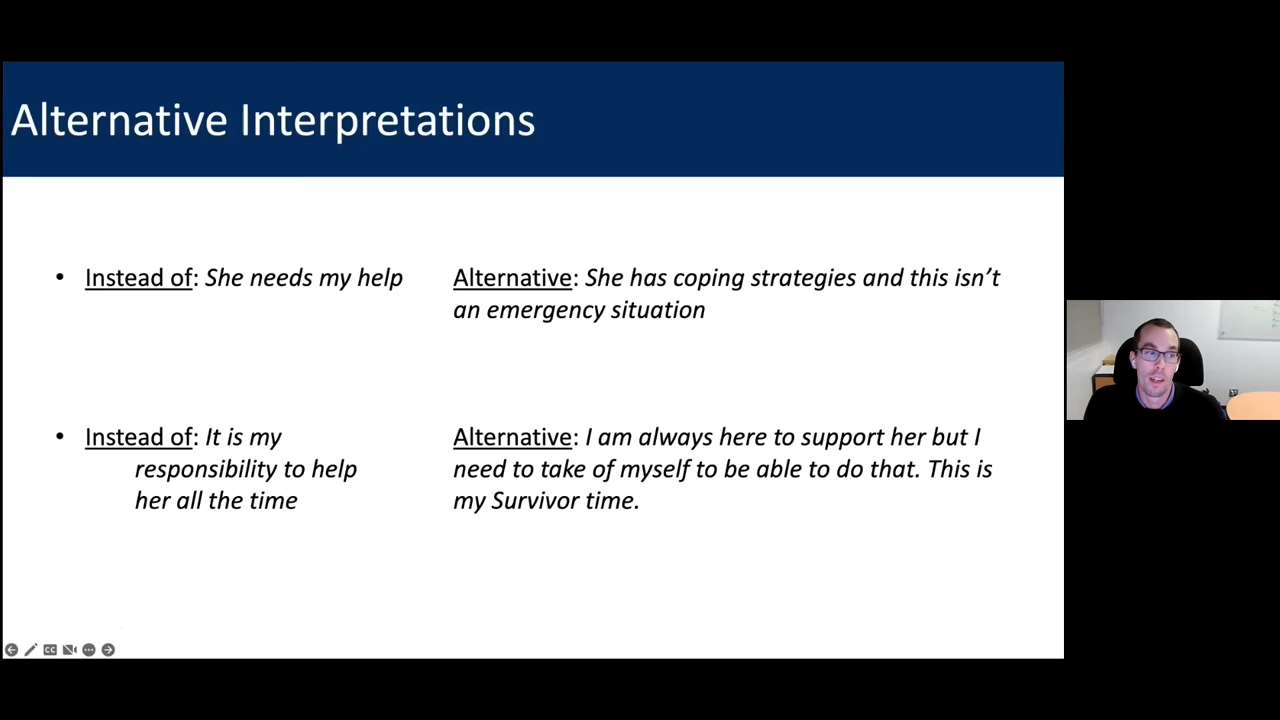 Alternative Interpretations
• Instead of: She needs my help
Alternative: She has coping strategies and this isn’t
an emergency situation
• Instead of: It is my
responsibility to help
her all the time
Alternative: I am always here to support her but I
need to take of myself to be able to do that. This is
my Survivor time.
CC